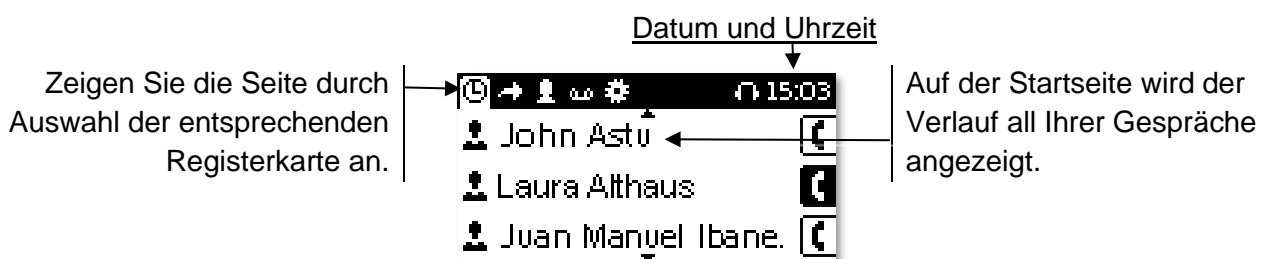 Datum und Uhrzeit
Zeigen Sie die Seite durch
Auswahl der entsprechenden
Registerkarte an.
15:03
John Astu
Laura Althaus
Juan Manuel Ibane.
Auf der Startseite wird der
Verlauf all Ihrer Gespräche
angezeigt.